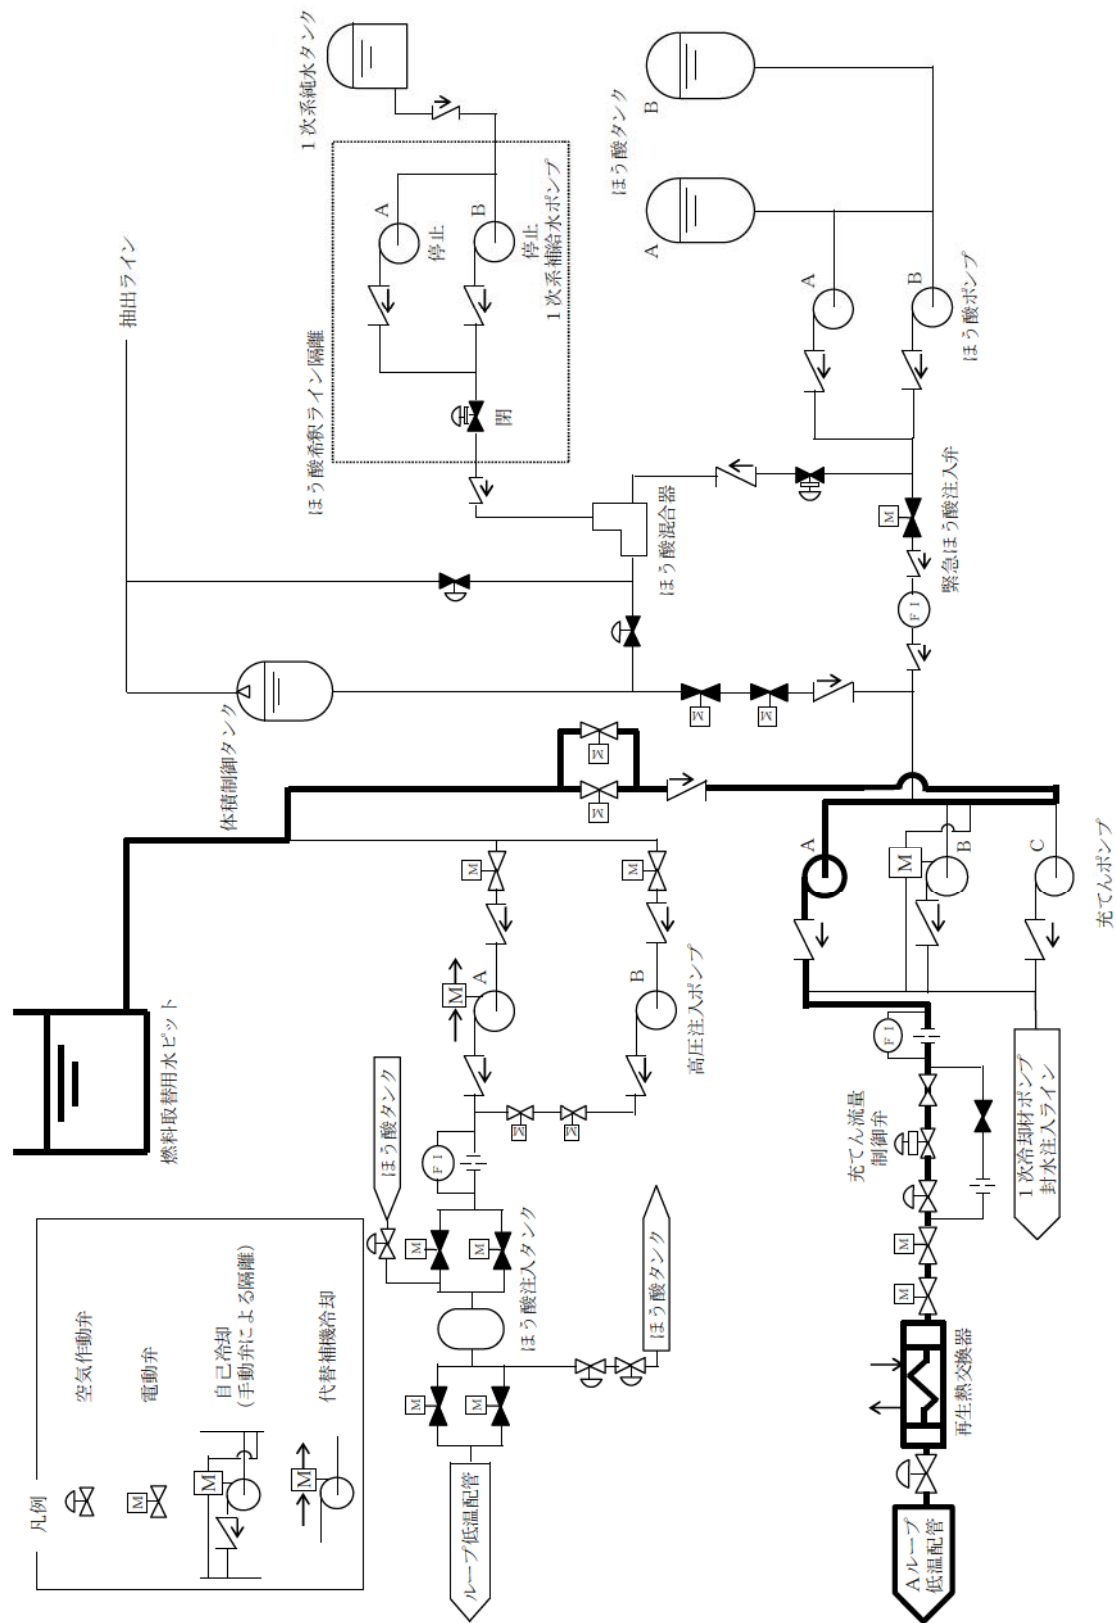 凡例
空気作動弁
電動弁
自己冷却
(手動弁による隔離)
代替補機冷却
M
M
M
燃料取替用水ピット
体積制御タンク
抽出ライン
1次系純水タンク
ほう酸希釈ライン隔離
A
停止
B
停止
1次系補給水ポンプ
閉
ほう酸タンク
A
B
A
B
ほう酸ポンプ
ほう酸混合器
M
緊急ほう酸注入弁
FI
M
M
M
M
M
M
M
A
B
高圧注入ポンプ
M
M
FI
ほう酸タンク
M
M
ほう酸注入タンク
M
M
ほう酸タンク
ループ低温配管
A
M
B
C
充てんポンプ
FI
充てん流量
制御弁
1次冷却材ポンプ
封水注入ライン
M
M
再生熱交換器
Aループ
低温配管